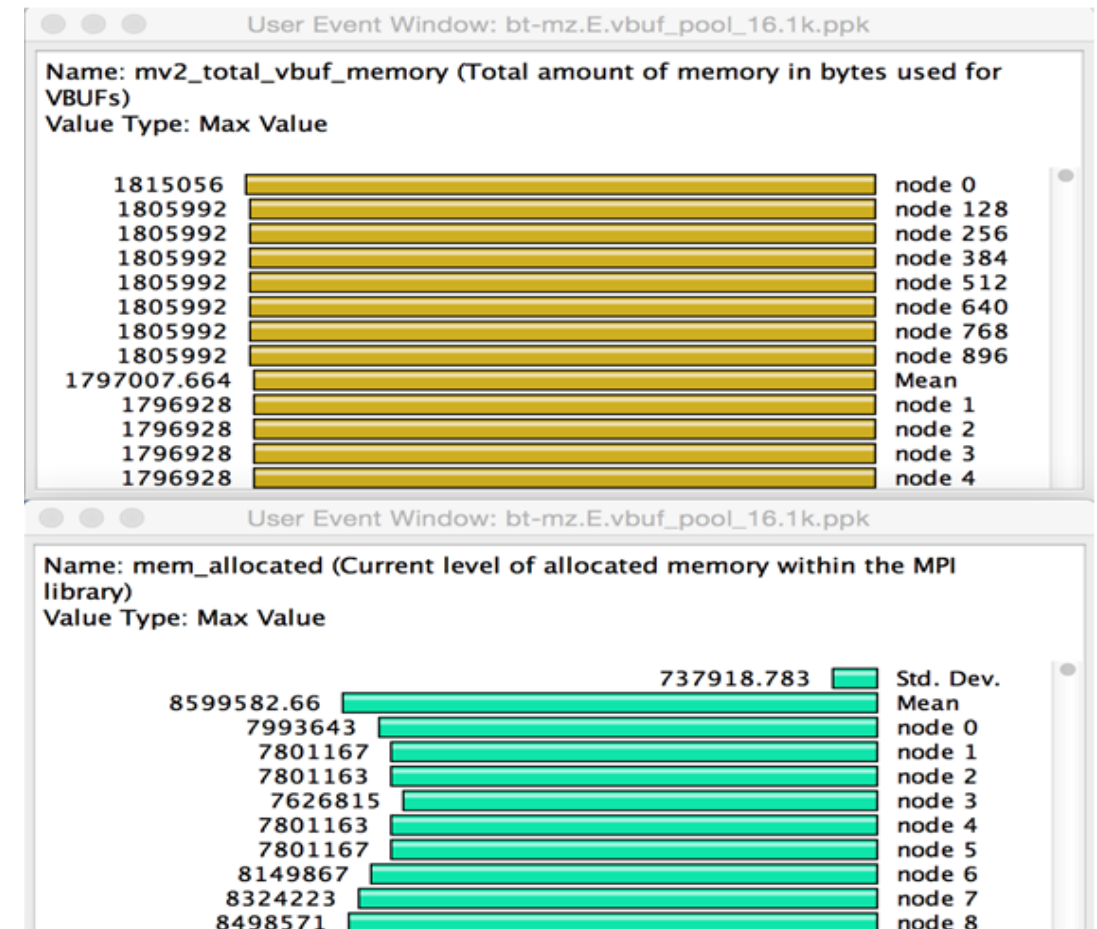 User Event Window: bt-mz.E.vbuf_pool_16.1k.ppk
Name: mv2_total_vbuf_memory (Total amount of memory in bytes used for
VBUFs)
Value Type: Max Value
1815056 node 0
1805992 node 128
1805992 node 256
1805992 node 384
1805992 node 512
1805992 node 640
1805992 node 768
1805992 node 896
1797007.664 Mean
1796928 node 1
1796928 node 2
1796928 node 3
1796928 node 4
User Event Window: bt-mz.E.vbuf_pool_16.1k.ppk
Name: mem_allocated (Current level of allocated memory within the MPI
library)
Value Type: Max Value
737918.783 Std. Dev.
8599582.66 Mean
7993643 node 0
7801167 node 1
7801163 node 2
7626815 node 3
7801163 node 4
7801167 node 5
8149867 node 6
8324223 node 7
8498571 node 8